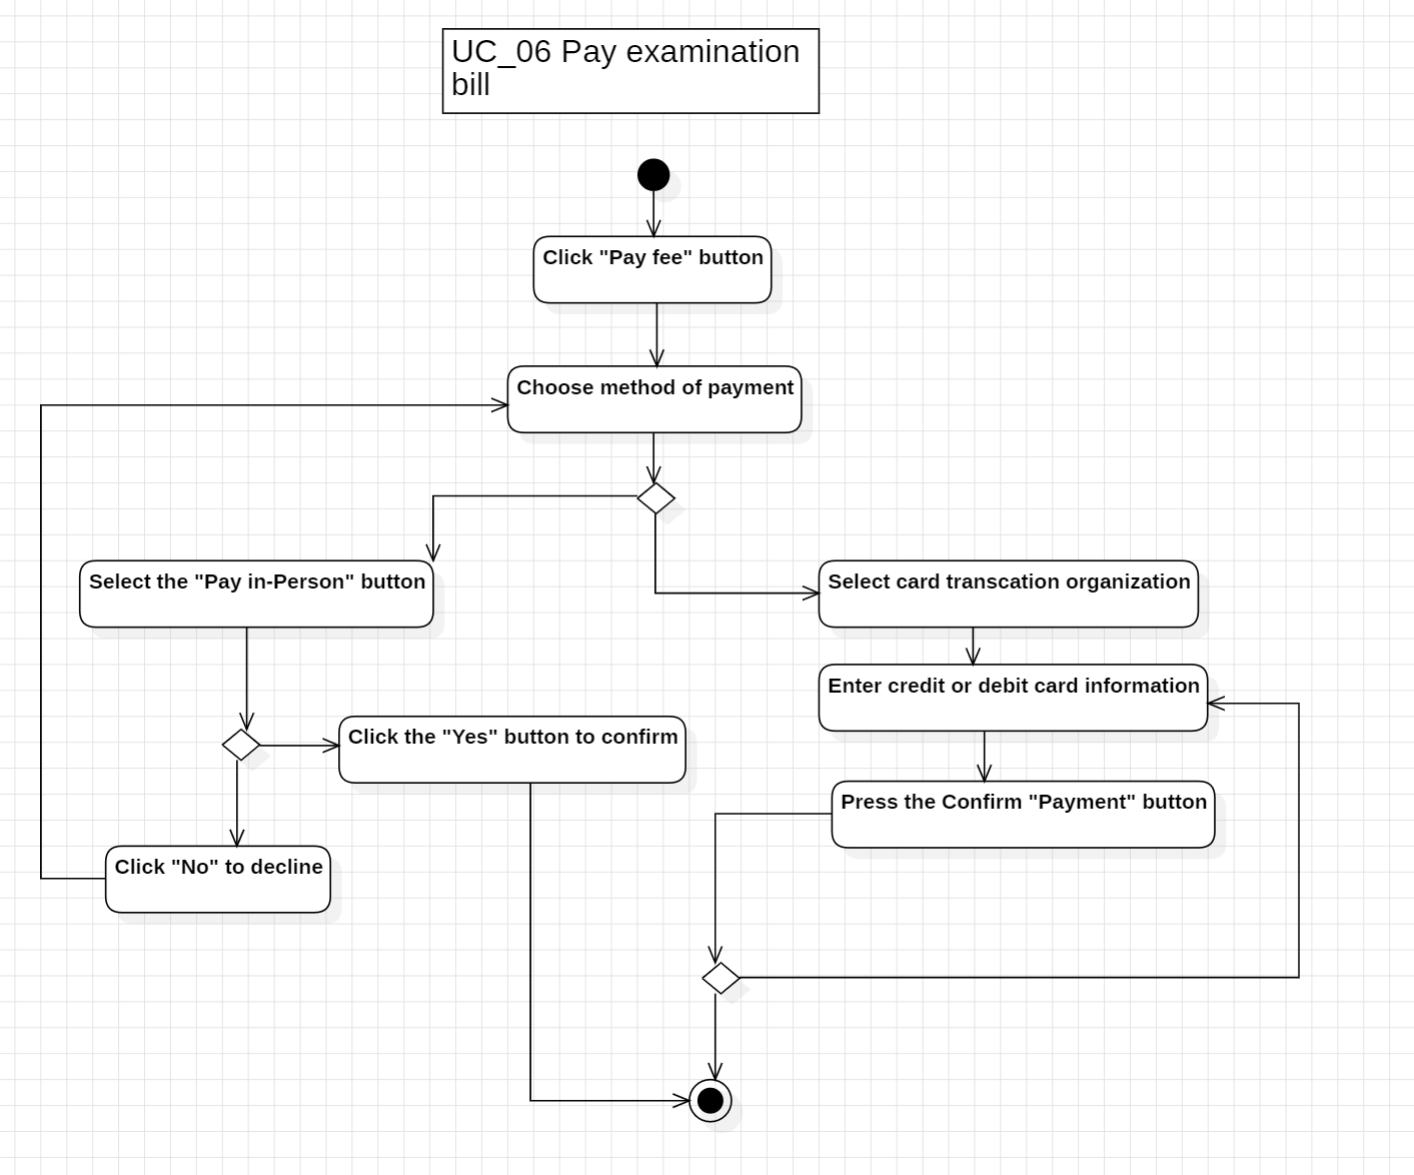 UC_06 Pay examination
bill
Click "Pay fee" button
Choose method of payment
Select the "Pay in-Person" button
Select card transcation organization
Enter credit or debit card information
Click the "Yes" button to confirm
Press the Confirm "Payment" button
Click "No" to decline